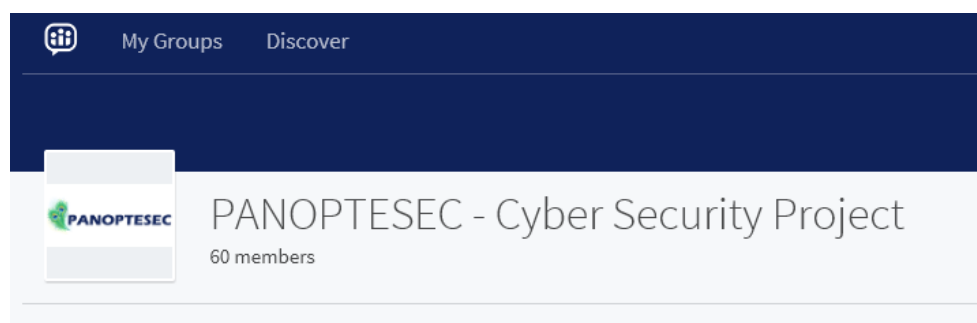 My Groups Discover
PANOPTESEC
PANOPTESEC - Cyber Security Project
60 members